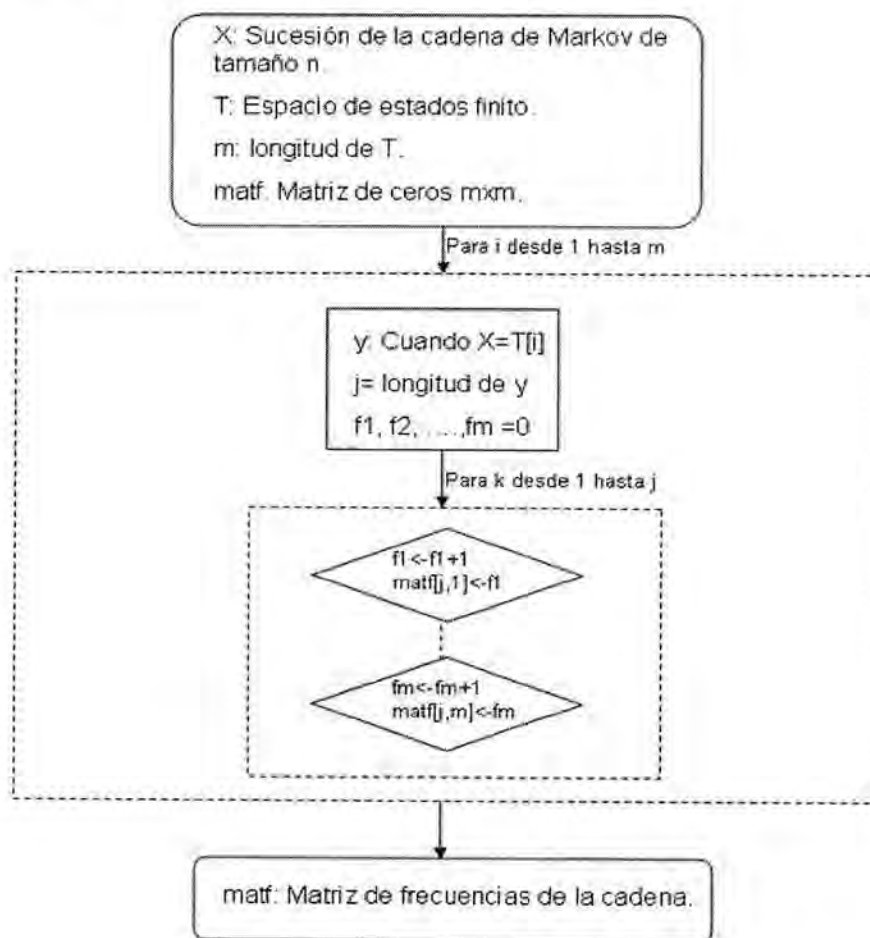 X: Sucesión de la cadena de Markov de
tamaño n.
T: Espacio de estados finito.
m: longitud de T.
matf. Matriz de ceros mxm.
Para i desde 1 hasta m
y: Cuando X=T[i]
j= longitud de y
f1, f2, ....,fm =0
Para k desde 1 hasta j
f1<-f1+1
matf[j,1]<-f1
fm<-fm+1
matf[j,m]<-fm
matf: Matriz de frecuencias de la cadena.